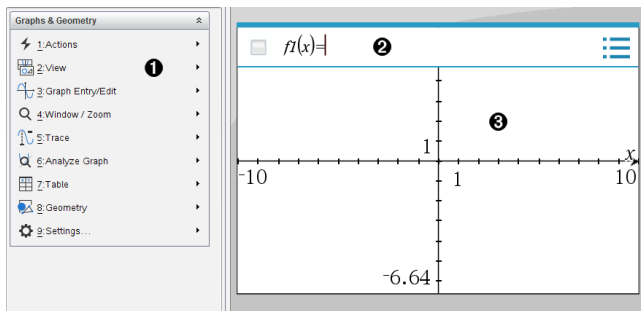 Graphs & Geometry
1:Actions
2:View
❶
3:Graph Entry/Edit
4:Window / Zoom
5:Trace
6:Analyze Graph
7:Table
8:Geometry
9:Settings...
f1(x)=
❷
❸
1
x
-10
1
10
-6.64